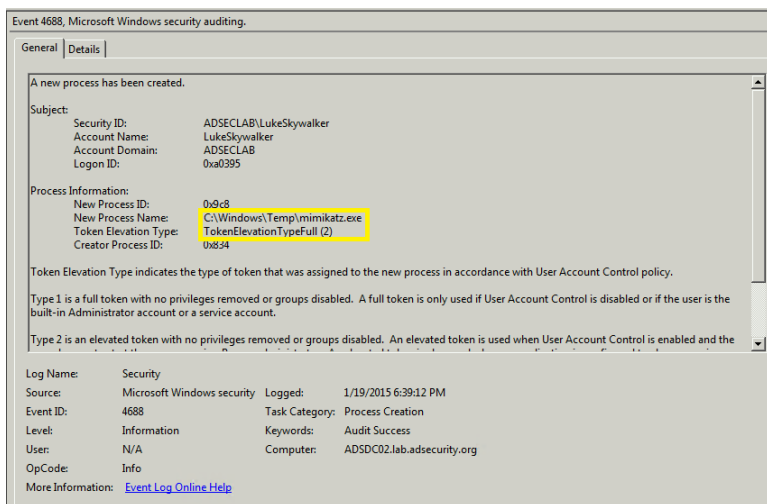 Event 4688, Microsoft Windows security auditing.
General Details
A new process has been created.
Subject:
Security ID: ADSECLAB\LukeSkywalker
Account Name: LukeSkywalker
Account Domain: ADSECLAB
Logon ID: 0xa0395
Process Information:
New Process ID: 0x9c8
New Process Name: C:\Windows\Temp\mimikatz.exe
Token Elevation Type: TokenElevationTypeFull (2)
Creator Process ID: 0x834
Token Elevation Type indicates the type of token that was assigned to the new process in accordance with User Account Control policy.
Type 1 is a full token with no privileges removed or groups disabled. A full token is only used if User Account Control is disabled or if the user is the
built-in Administrator account or a service account.
Type 2 is an elevated token with no privileges removed or groups disabled. An elevated token is used when User Account Control is enabled and the
Log Name: Security
Source: Microsoft Windows security Logged: 1/19/2015 6:39:12 PM
Event ID: 4688 Task Category: Process Creation
Level: Information Keywords: Audit Success
User: N/A Computer: ADSDC02.lab.adsecurity.org
OpCode: Info
More Information: Event Log Online Help